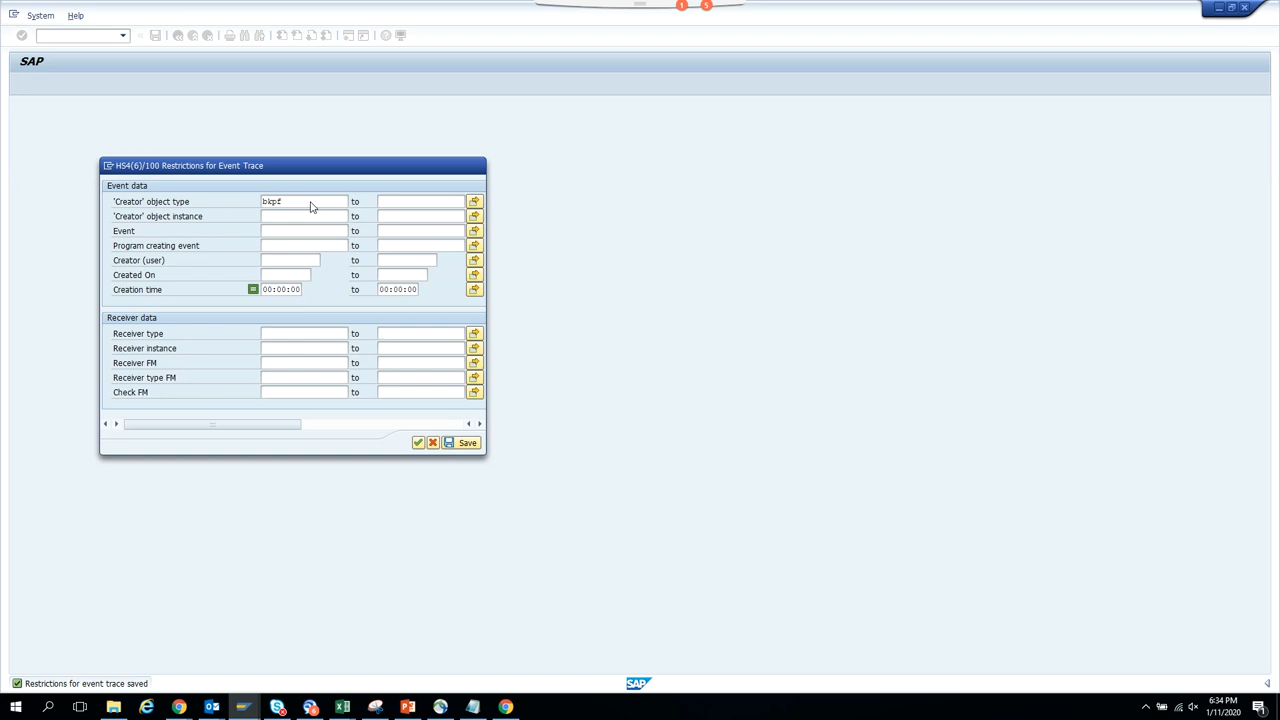 System Help
SAP
HS4(6)/100 Restrictions for Event Trace
Event data
'Creator' object type bkpf to
'Creator' object instance to
Event to
Program creating event to
Creator (user) to
Created On to
Creation time 00:00:00 to 00:00:00
Receiver data
Receiver type to
Receiver instance to
Receiver FM to
Receiver type FM to
Check FM to
Save
Restrictions for event trace saved
SAP
6:34 PM
1/11/2020